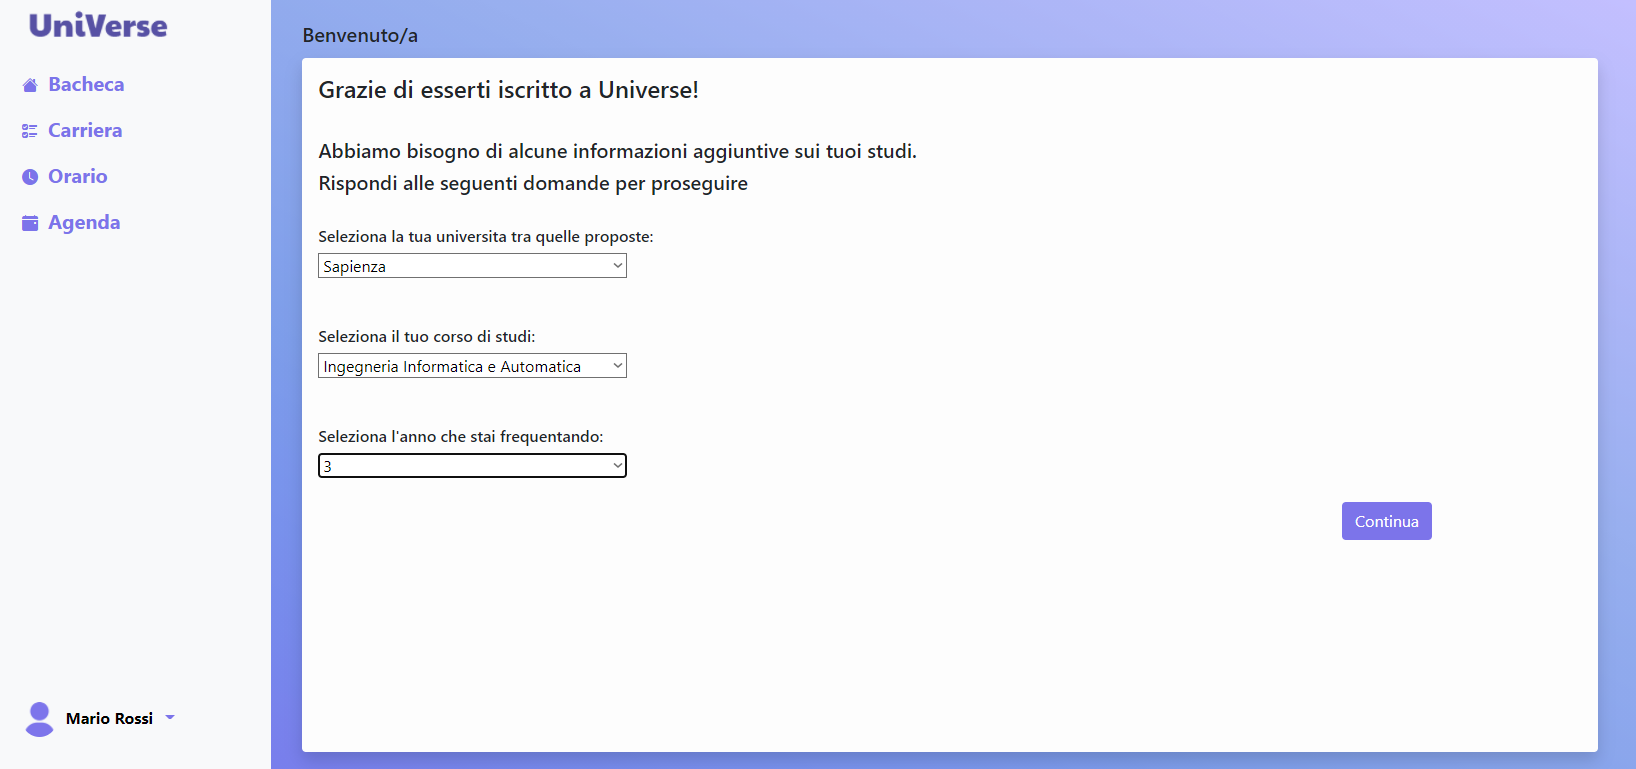 UniVerse
Bacheca
Carriera
Orario
Agenda
Mario Rossi
Benvenuto/a
Grazie di esserti iscritto a Universe!
Abbiamo bisogno di alcune informazioni aggiuntive sui tuoi studi.
Rispondi alle seguenti domande per proseguire
Seleziona la tua universita tra quelle proposte:
Sapienza
Seleziona il tuo corso di studi:
Ingegneria Informatica e Automatica
Seleziona l'anno che stai frequentando:
3
Continua